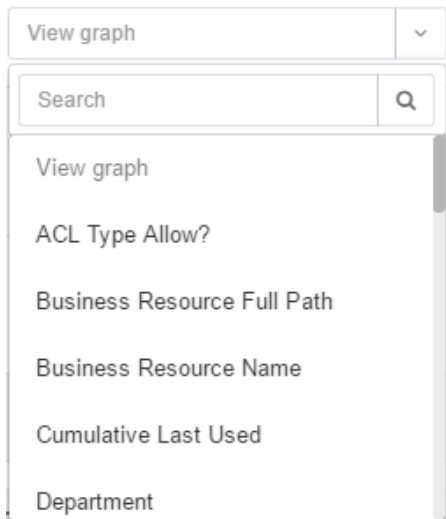 View graph
Search
View graph
ACL Type Allow?
Business Resource Full Path
Business Resource Name
Cumulative Last Used
Department